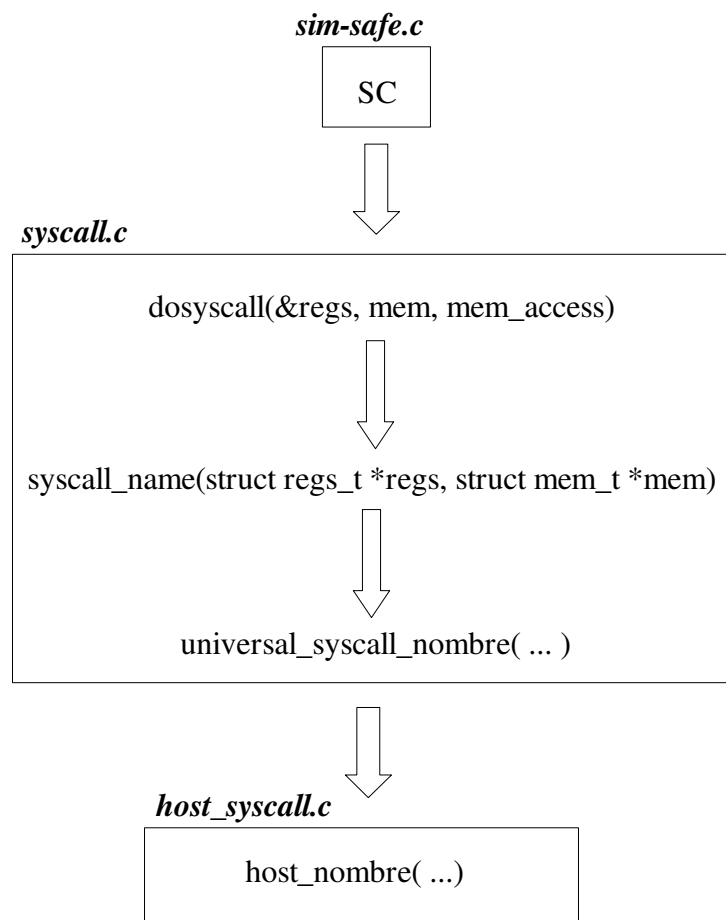 sim-safe.c
SC
syscall.c
dosyscall(&regs, mem, mem_access)
syscall_name(struct regs_t *regs, struct mem_t *mem)
universal_syscall_nombre( ... )
host_syscall.c
host_nombre( ...)